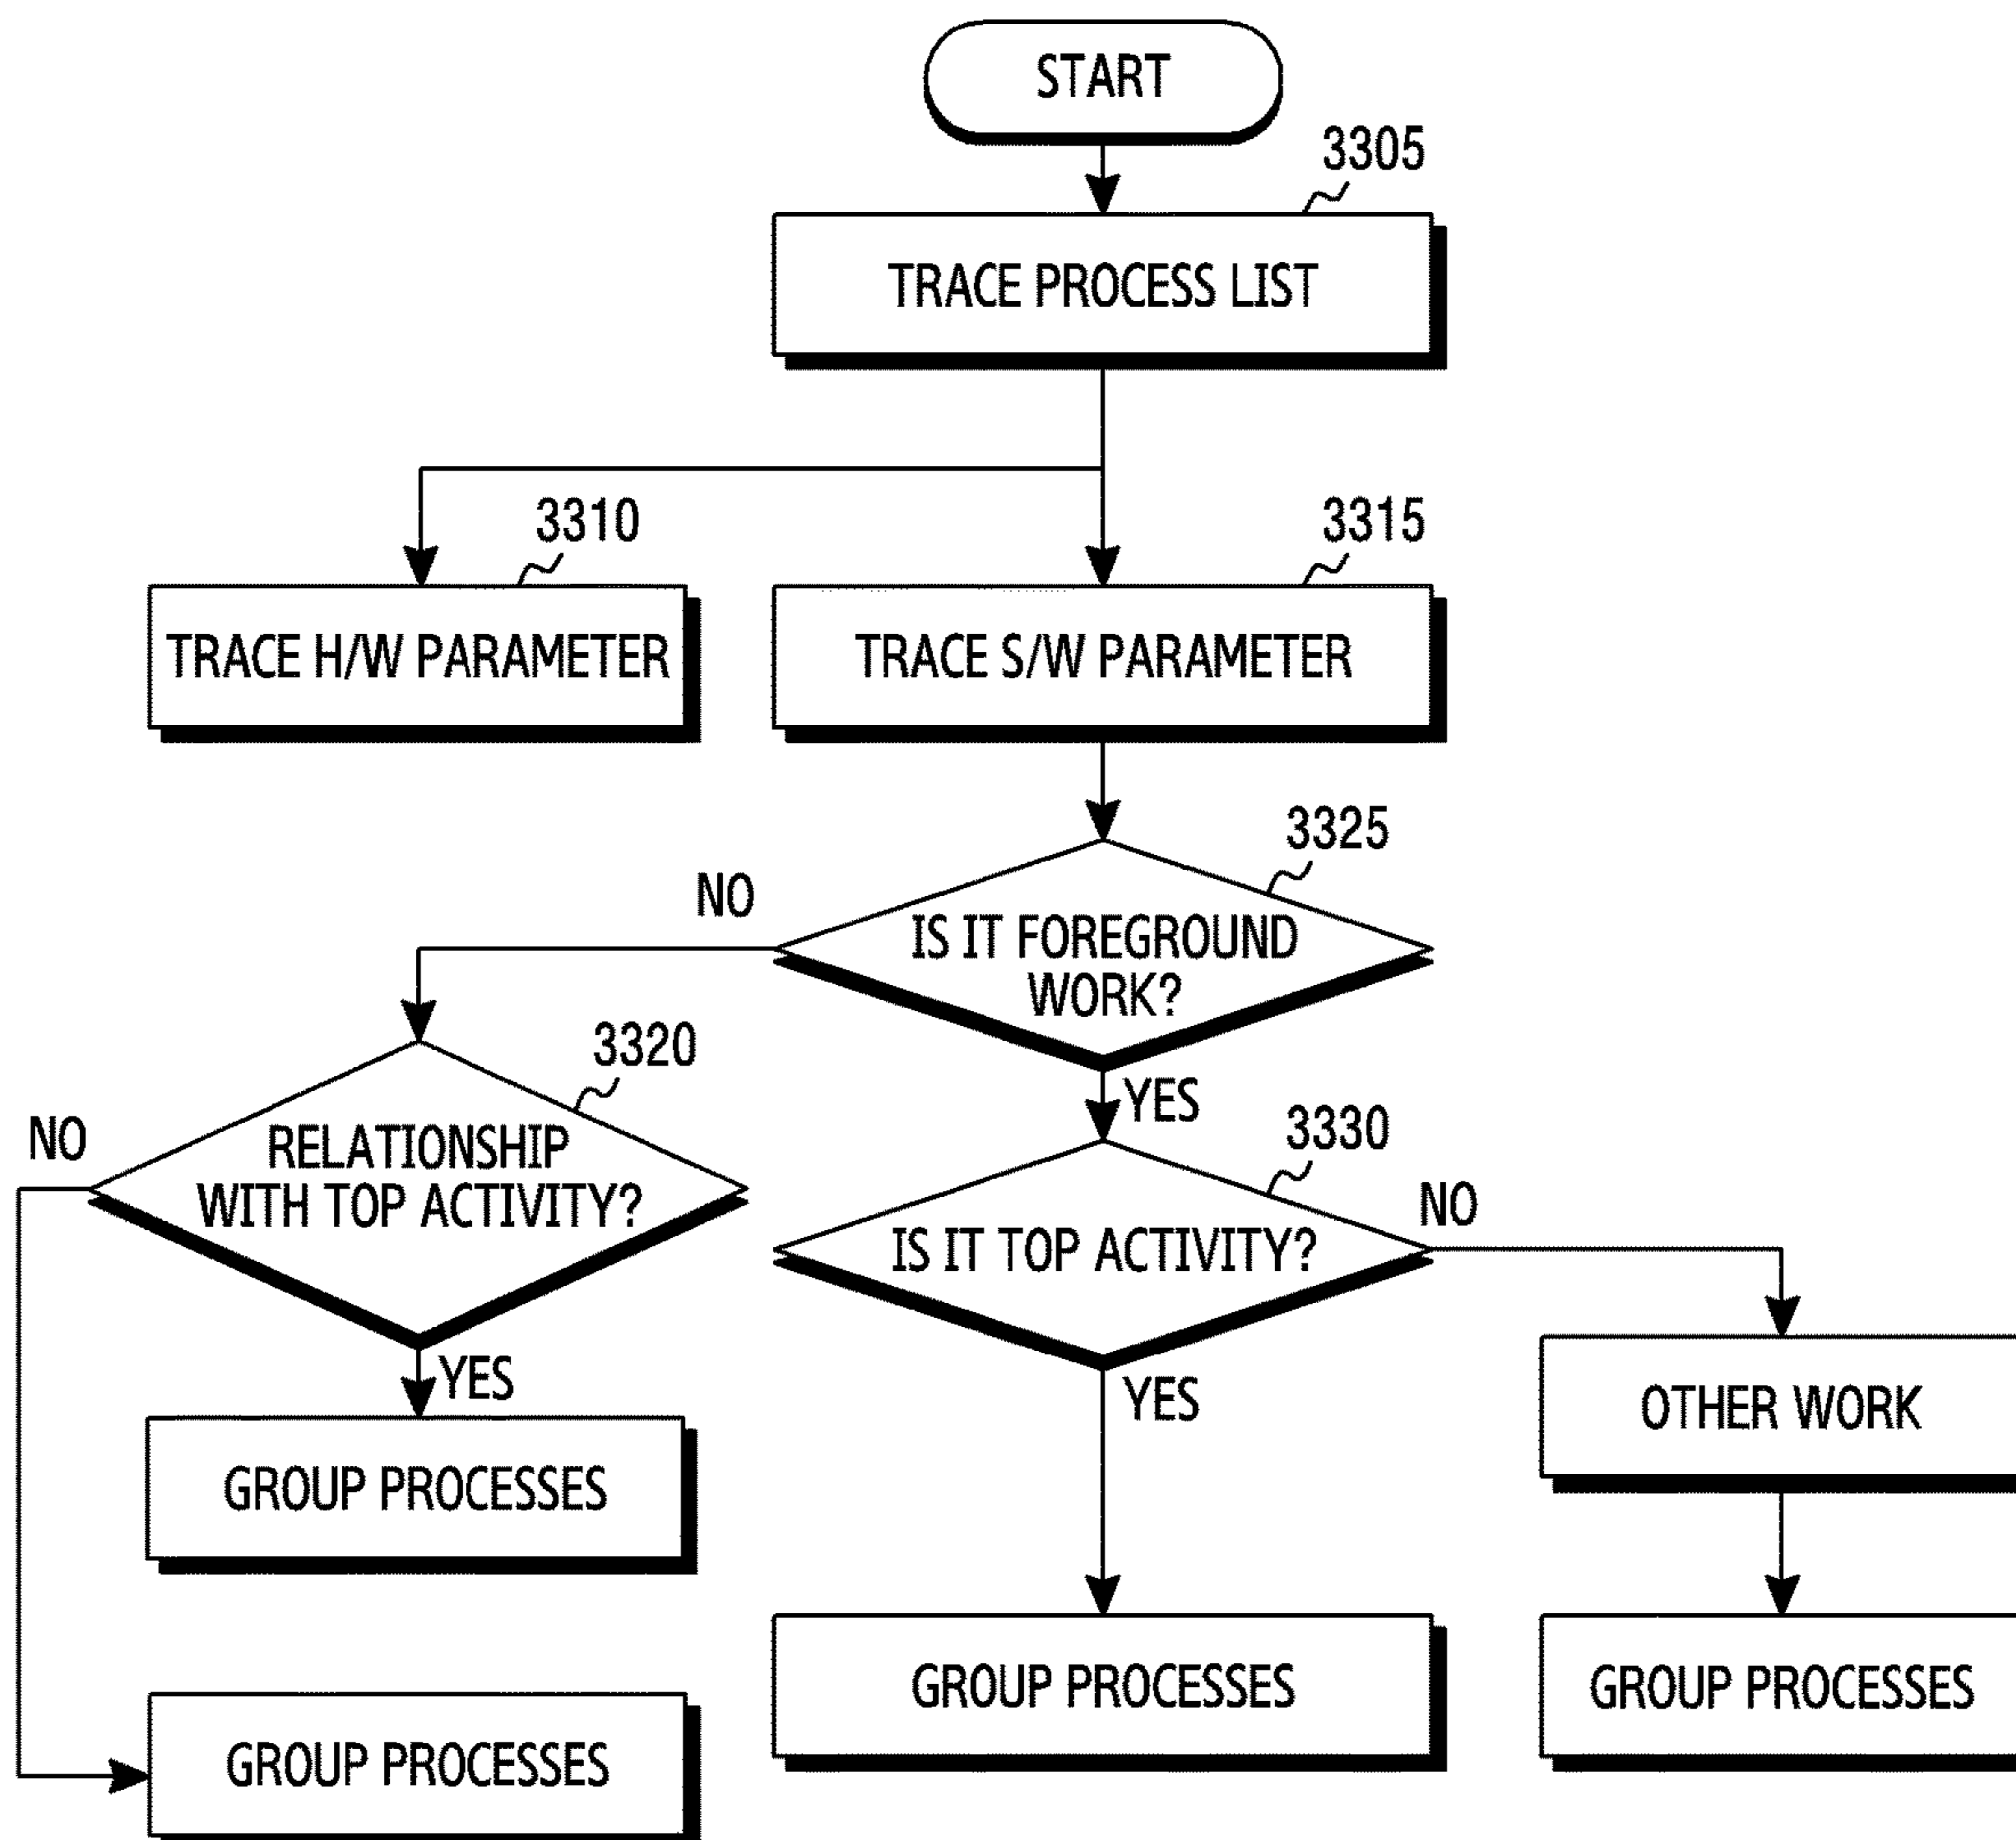 START
3305
TRACE PROCESS LIST
3310
3315
TRACE H/W PARAMETER
TRACE S/W PARAMETER
3325
NO
IS IT FOREGROUND
WORK?
3320
YES
NO
RELATIONSHIP
WITH TOP ACTIVITY?
3330
NO
IS IT TOP ACTIVITY?
YES
YES
OTHER WORK
GROUP PROCESSES
GROUP PROCESSES
GROUP PROCESSES
GROUP PROCESSES